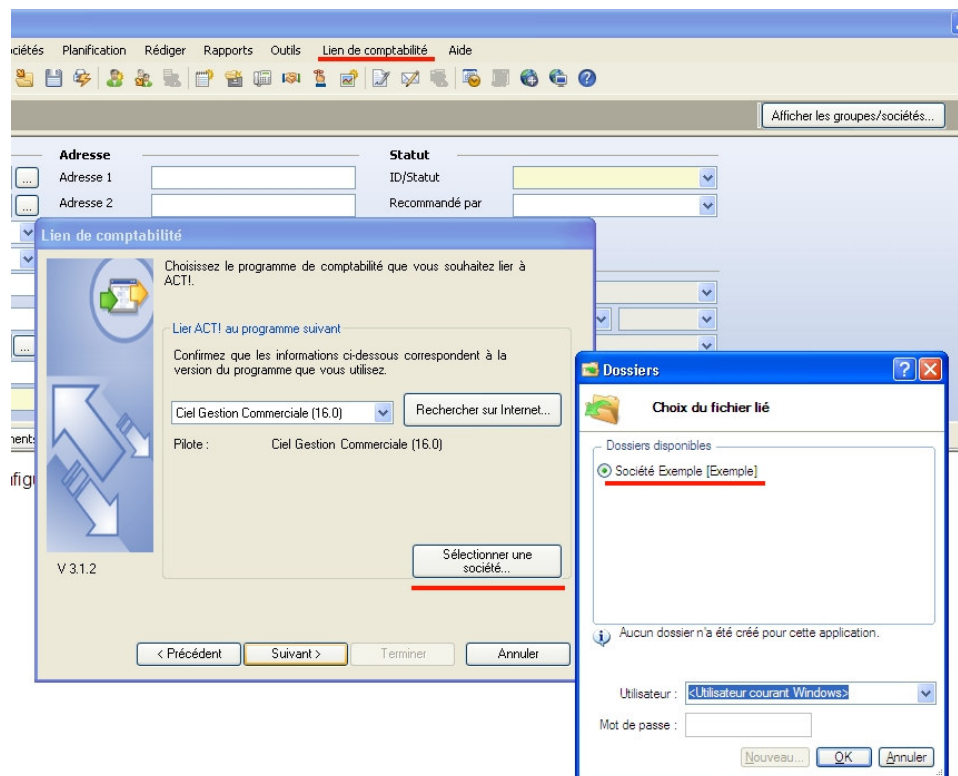 ciétés Planification Rédiger Rapports Outils Lien de comptabilité Aide
Afficher les groupes/sociétés...
Adresse
Statut
... Adresse 1
ID/Statut
... Adresse 2
Recommandé par
Lien de comptabilité
Choisissez le programme de comptabilité que vous souhaitez lier à
ACT!.
Lier ACT! au programme suivant
Confirmez que les informations ci-dessous correspondent à la
version du programme que vous utilisez.
Ciel Gestion Commerciale (16.0)
Rechercher sur Internet...
Pilote : Ciel Gestion Commerciale (16.0)
Sélectionner une
société...
V 3.1.2
< Précédent
Suivant >
Terminer
Annuler
...
ments
nfigu
Dossiers
Choix du fichier lié
Dossiers disponibles
Société Exemple [Exemple]
Aucun dossier n'a été créé pour cette application.
Utilisateur : <Utilisateur courant Windows>
Mot de passe :
Nouveau...
OK
Annuler